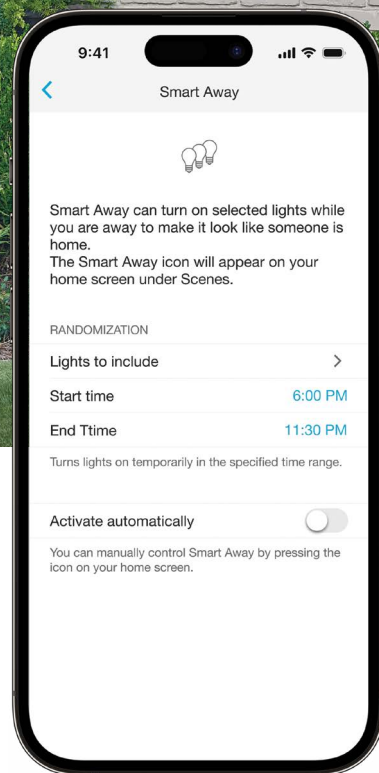 9:41
Smart Away
Smart Away can turn on selected lights while
you are away to make it look like someone is
home.
The Smart Away icon will appear on your
home screen under Scenes.
RANDOMIZATION
Lights to include
Start time 6:00 PM
End Ttime 11:30 PM
Turns lights on temporarily in the specified time range.
Activate automatically
You can manually control Smart Away by pressing the
icon on your home screen.